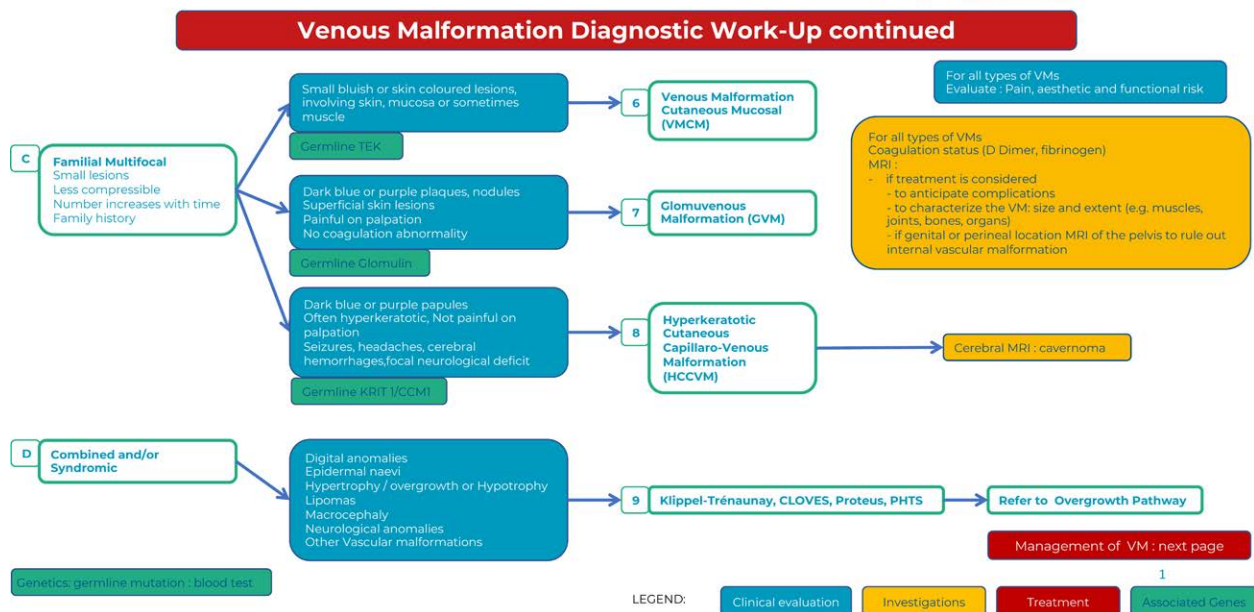 Venous Malformation Diagnostic Work-Up continued
Small bluish or skin coloured lesions,
involving skin, mucosa or sometimes
muscle
Germline TEK
6
Venous Malformation
Cutaneous Mucosal
(VMCM)
For all types of VMs
Evaluate : Pain, aesthetic and functional risk
C
Familial Multifocal
Small lesions
Less compressible
Number increases with time
Family history
Dark blue or purple plaques, nodules
Superficial skin lesions
Painful on palpation
No coagulation abnormality
Germline Glomulin
7
Glomuvenous
Malformation (GVM)
For all types of VMs
Coagulation status (D Dimer, fibrinogen)
MRI :
- if treatment is considered
- to anticipate complications
- to characterize the VM: size and extent (e.g. muscles,
joints, bones, organs)
- if genital or perineal location MRI of the pelvis to rule out
internal vascular malformation
Dark blue or purple papules
Often hyperkeratotic, Not painful on
palpation
Seizures, headaches, cerebral
hemorrhages,focal neurological deficit
Germline KRIT 1/CCM1
8
Hyperkeratotic
Cutaneous
Capillaro-Venous
Malformation
(HCCVM)
Cerebral MRI : cavernoma
D
Combined and/or
Syndromic
Digital anomalies
Epidermal naevi
Hypertrophy / overgrowth or Hypotrophy
Lipomas
Macrocephaly
Neurological anomalies
Other Vascular malformations
9
Klippel-Trénaunay, CLOVES, Proteus, PHTS
Refer to Overgrowth Pathway
Management of VM : next page
1
Genetics: germline mutation : blood test
LEGEND:
Clinical evaluation
Investigations
Treatment
Associated Genes